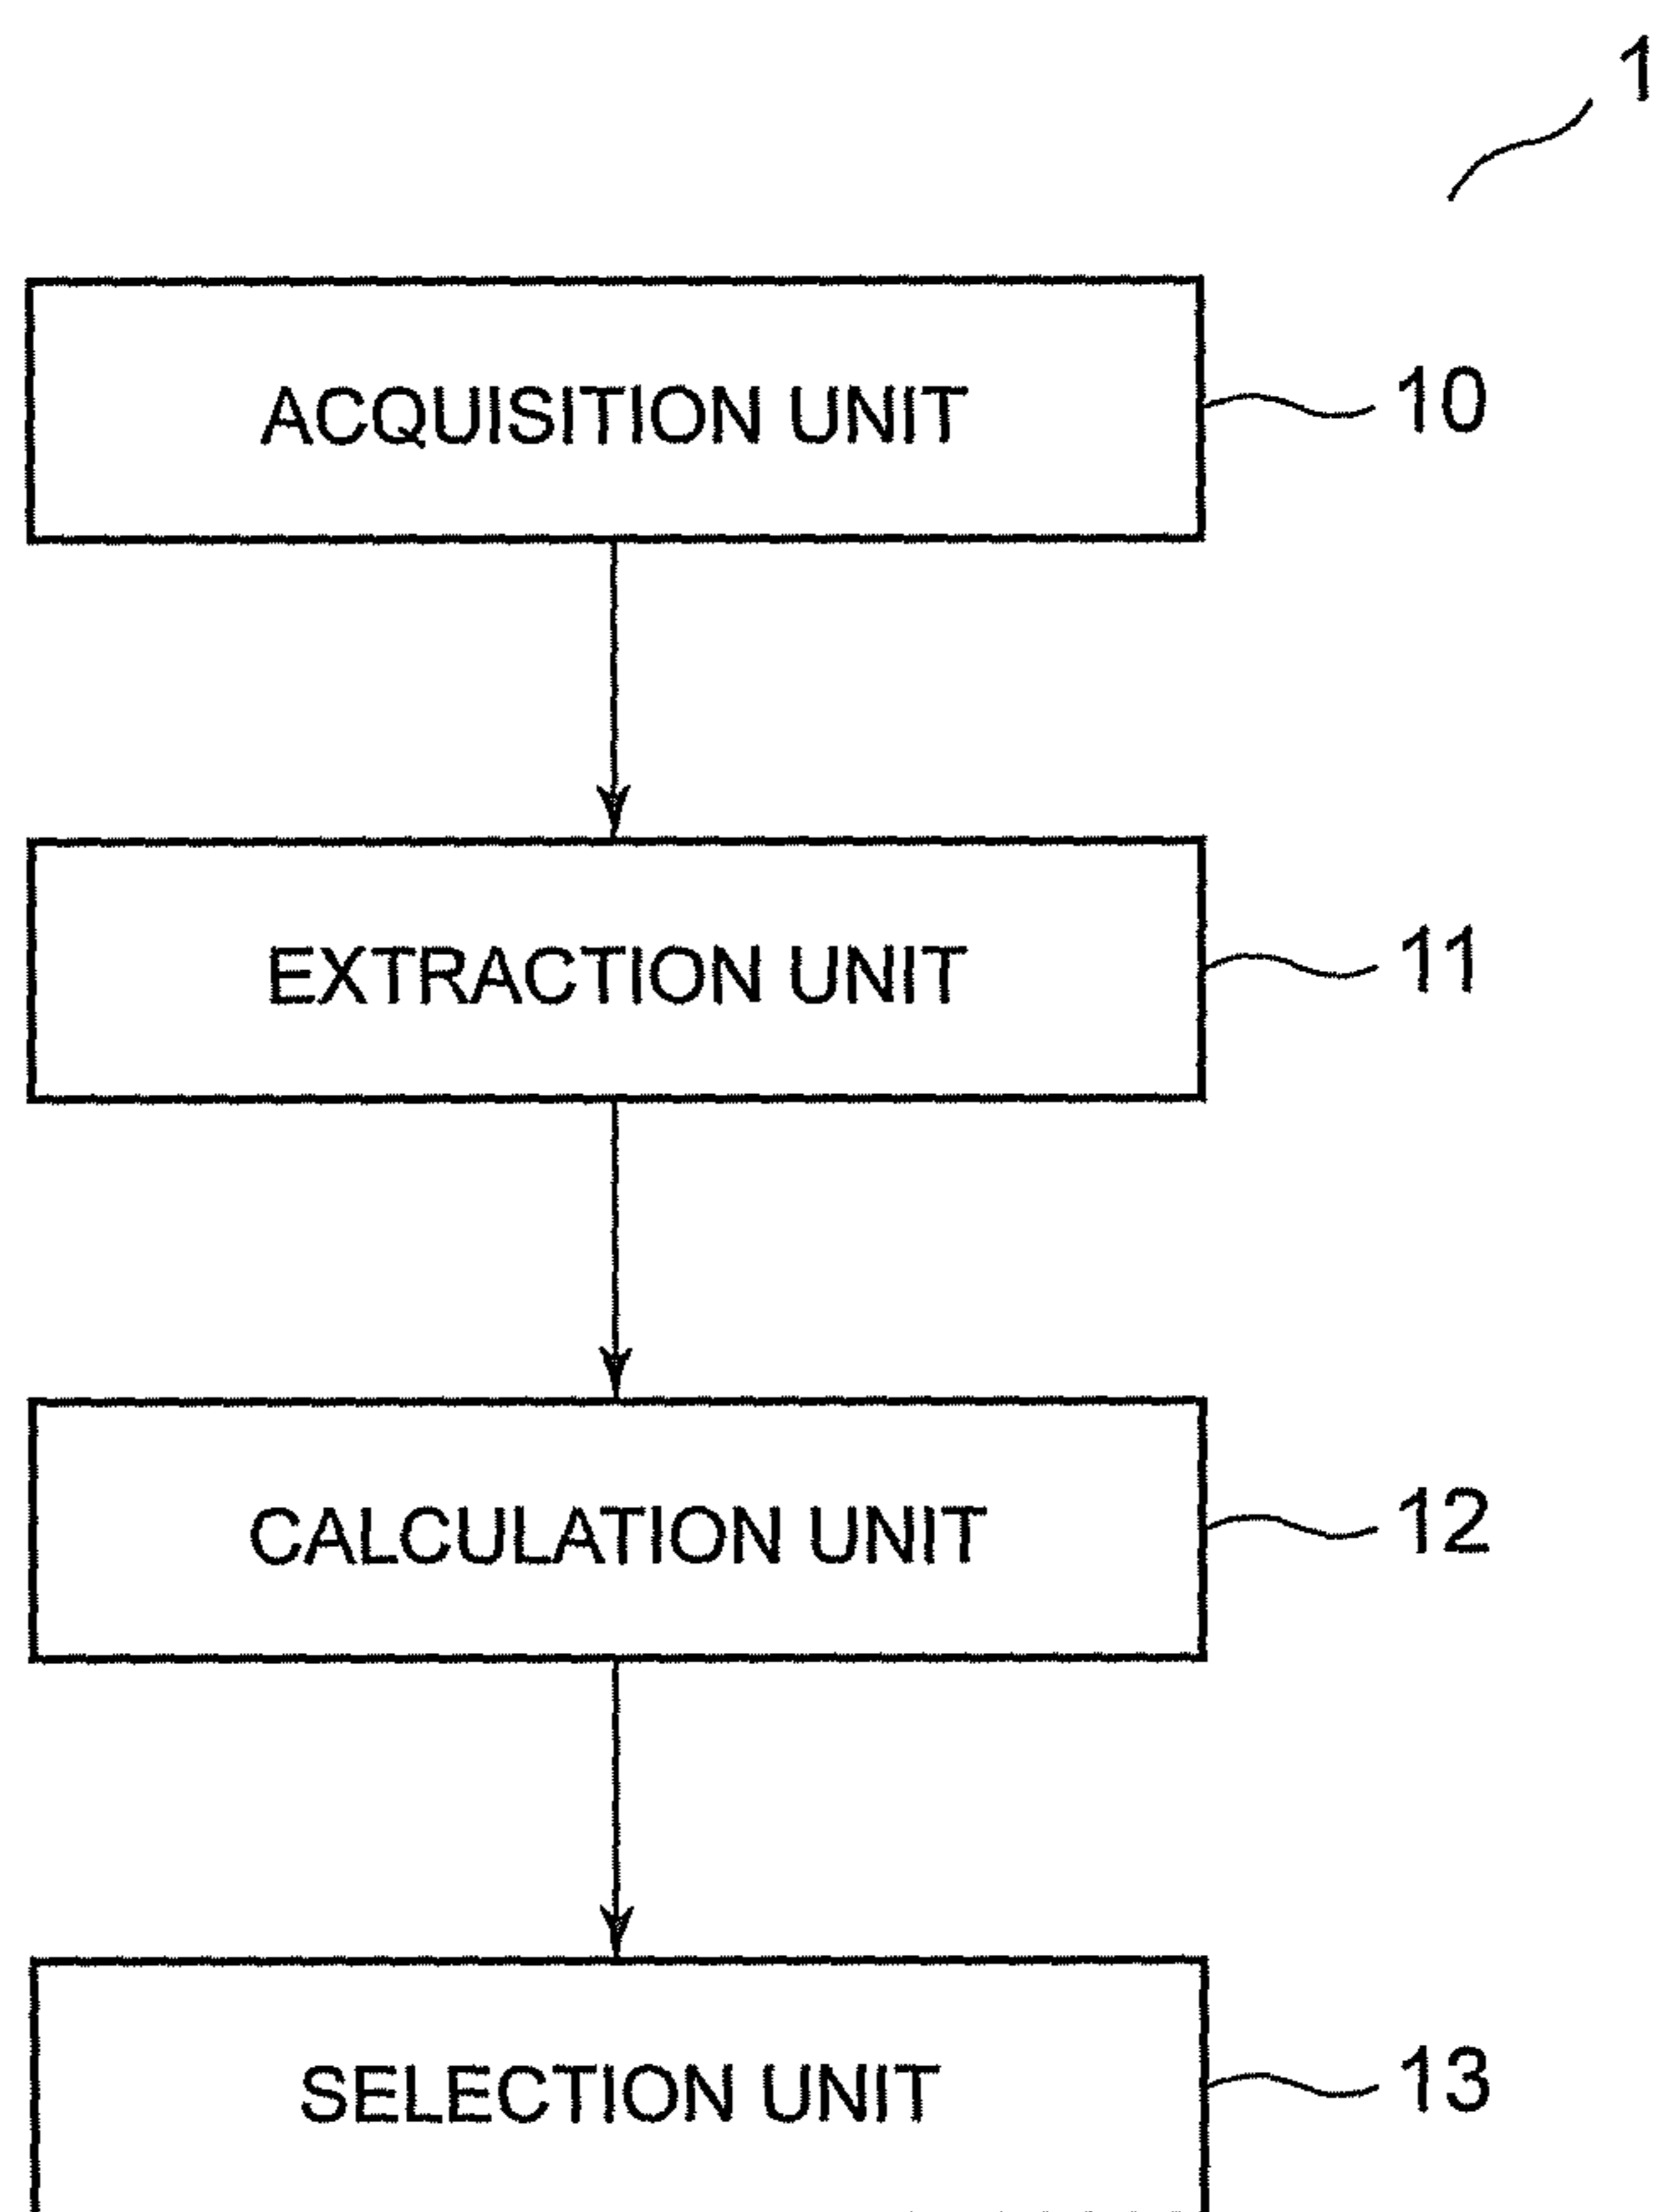 1
ACQUISITION UNIT 10
EXTRACTION UNIT 11
CALCULATION UNIT 12
SELECTION UNIT 13